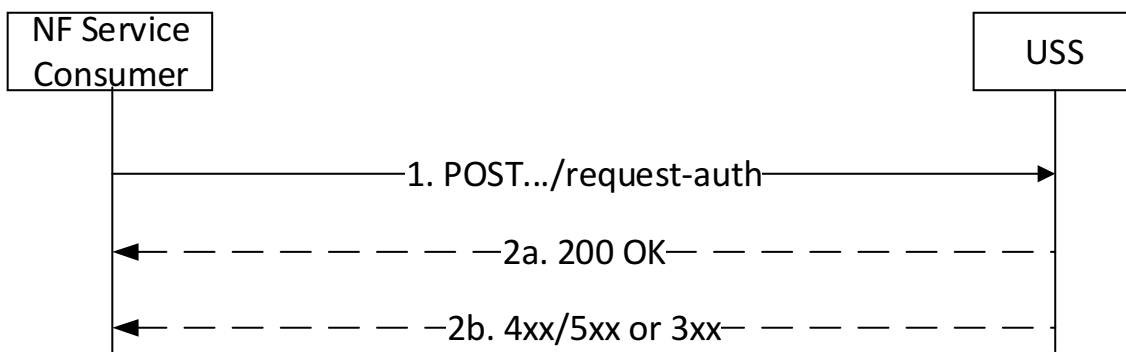 NF Service
Consumer
USS
1. POST.../request-auth
2a. 200 OK
2b. 4xx/5xx or 3xx